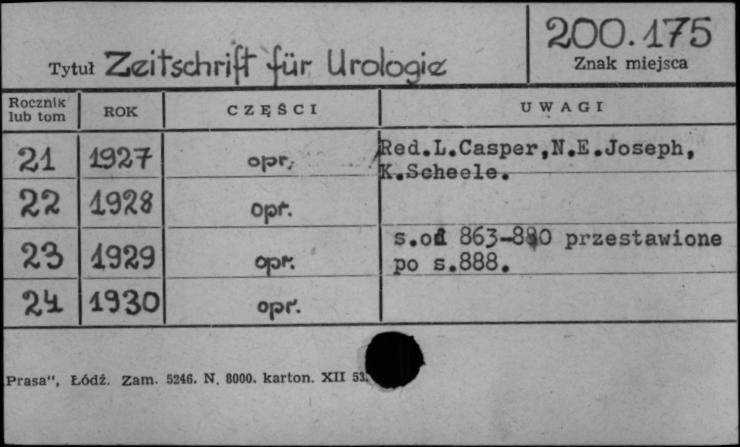 Tytuł Zeitschrift für Urologie
200.175
Znak miejsca
Rocznik lub tom ROK CZĘŚCI UWAGI
21 1927 opr. Red.L.Casper,N.E.Joseph,
K.Scheele.
22 1928 opr.
23 1929 opr. s.od 863-880 przestawione
po s.888.
24 1930 opr.
Prasa", Łódź. Zam. 5246. N. 8000. karton. XII 53.